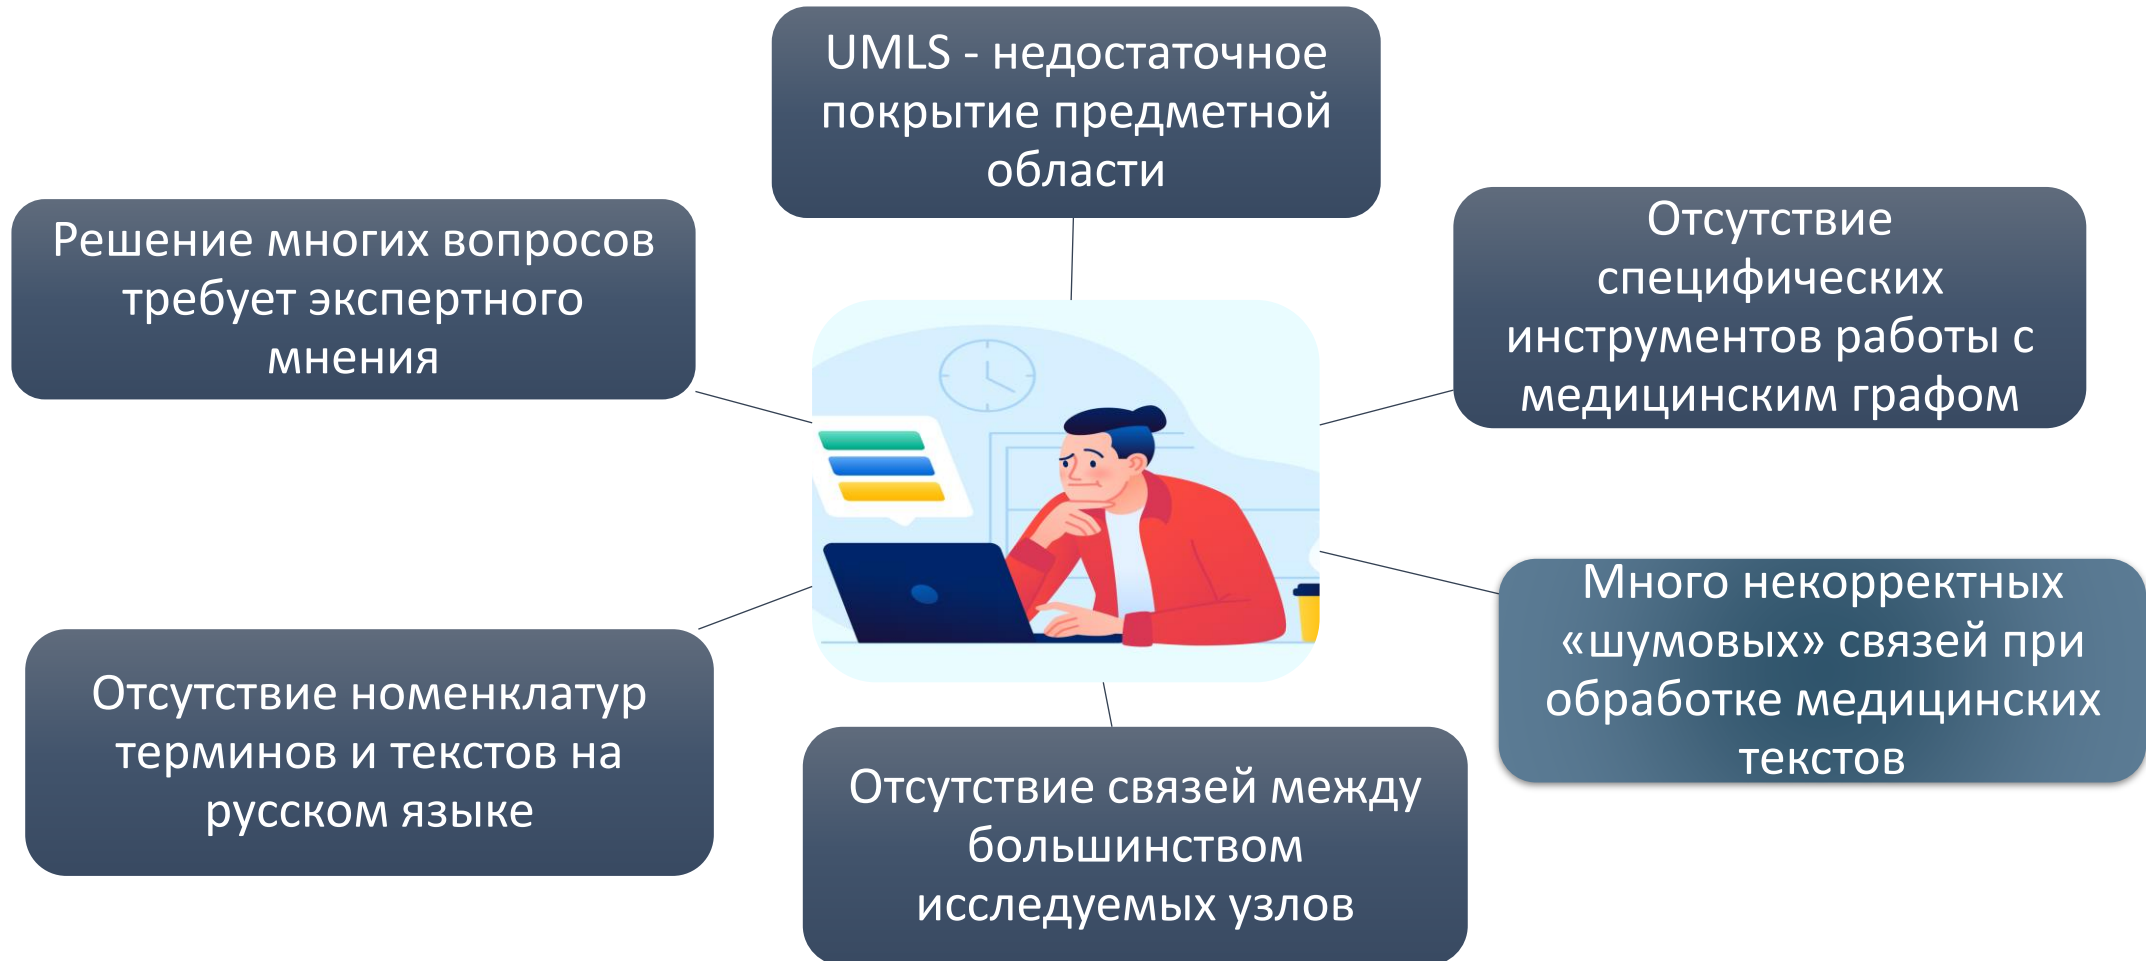 UMLS - недостаточное
покрытие предметной
области
Решение многих вопросов
требует экспертного
мнения
Отсутствие
специфических
инструментов работы с
медицинским графом
Много некорректных
«шумовых» связей при
обработке медицинских
текстов
Отсутствие номенклатур
терминов и текстов на
русском языке
Отсутствие связей между
большинством
исследуемых узлов